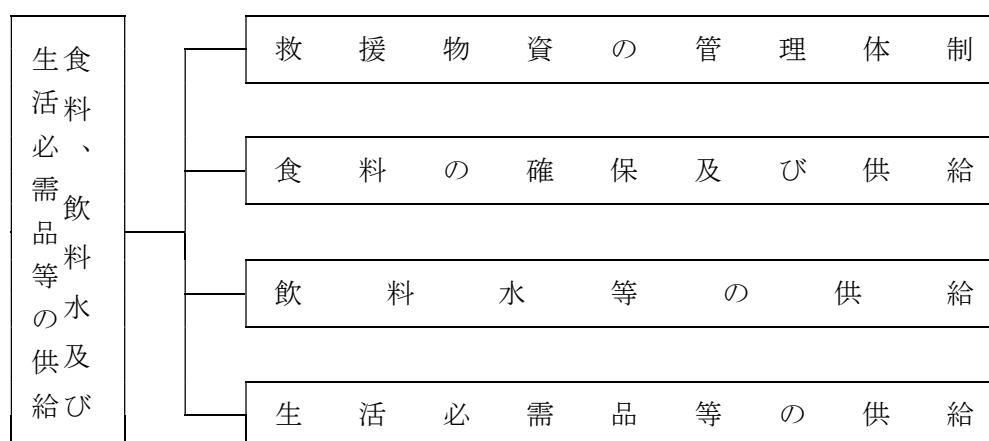 食料、飲料水及び
生活必需品等の供給
救援物資の管理体制
食料の確保及び供給
飲料水等の供給
生活必需品等の供給